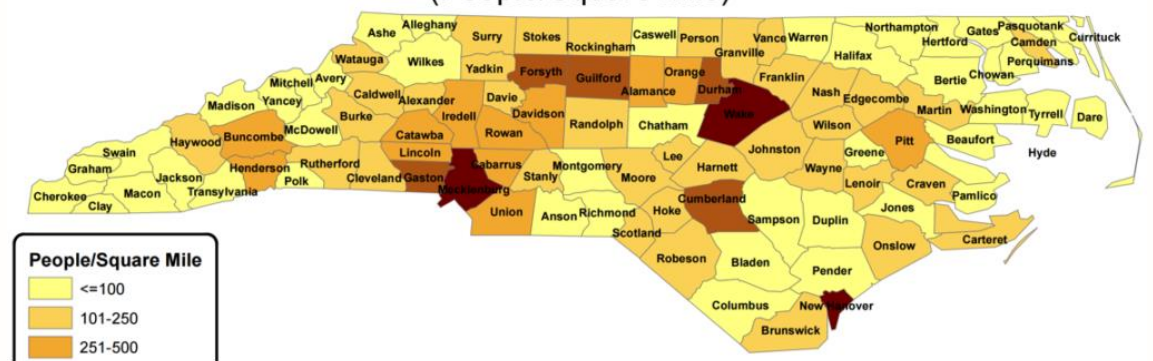 Alleghany
Ashe
Surry
Stokes
Rockingham
Caswell
Person
Vance
Warren
Granville
Northampton
Gates
Pasquotank
Camden
Currituck
Hertford
Perquimans
Halifax
Bertie
Chowan
Watauga
Wilkes
Yadkin
Forsyth
Guilford
Orange
Alamance
Durham
Franklin
Nash
Edgecombe
Martin
Washington
Tyrrell
Dare
Mitchell
Avery
Caldwell
Alexander
Davie
Madison
Yancey
Iredell
Davidson
Wake
Burke
Randolph
Chatham
Wilson
Pitt
Beaufort
Hyde
Buncombe
McDowell
Catawba
Rowan
Haywood
Johnston
Greene
Swain
Lincoln
Lee
Graham
Henderson
Rutherford
Cabarrus
Montgomery
Harnett
Wayne
Jackson
Polk
Cleveland
Gaston
Stanly
Moore
Lenoir
Craven
Cherokee
Macon
Transylvania
Mecklenburg
Pamlico
Clay
Union
Anson
Richmond
Hoke
Cumberland
Sampson
Duplin
Jones
Scotland
Onslow
Carteret
Robeson
Bladen
Pender
Columbus
New Hanover
Brunswick
People/Square Mile
<=100
101-250
251-500